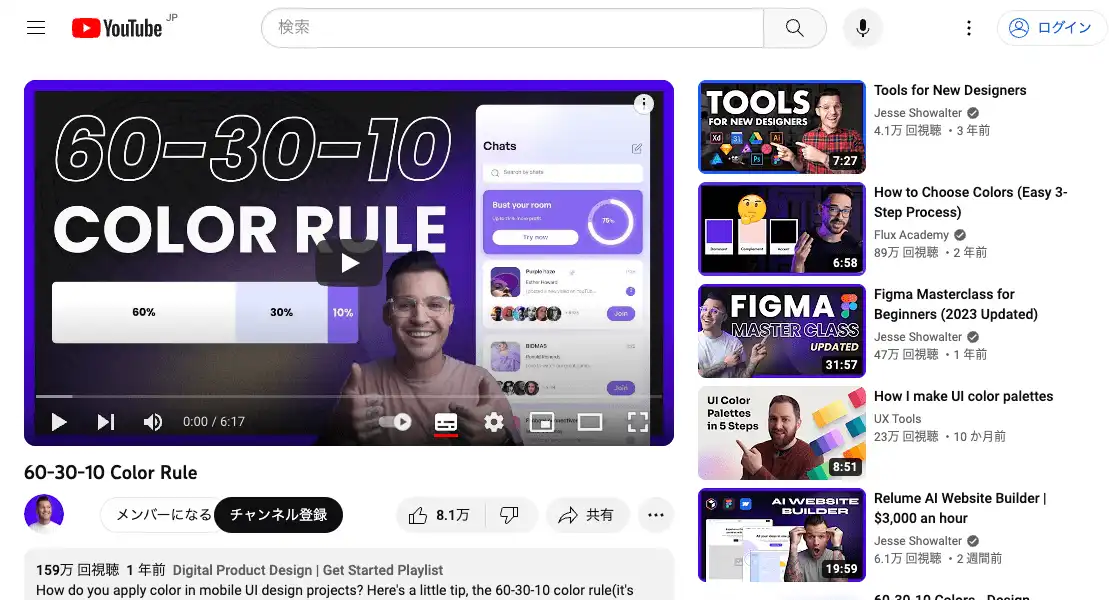 YouTube JP
検索
ログイン
60-30-10
COLOR RULE
60%
30%
10%
Chats
Search by chats
Bust your room
75%
Try now
Purple haze
Esther Howard
Join
BIDMAS
Join
0:00 / 6:17
60-30-10 Color Rule
メンバーになる
チャンネル登録
8.1万
共有
159万 回視聴 1 年前 Digital Product Design | Get Started Playlist
How do you apply color in mobile UI design projects? Here's a little tip, the 60-30-10 color rule(it's
TOOLS
FOR NEW DESIGNERS
Xd
31
Ai
Ps
7:27
Tools for New Designers
Jesse Showalter
4.1万 回視聴 ・3 年前
Dominant
Complement
Accent
6:58
How to Choose Colors (Easy 3-
Step Process)
Flux Academy
89万 回視聴 ・2 年前
FIGMA
MASTER CLASS
UPDATED
31:57
Figma Masterclass for
Beginners (2023 Updated)
Jesse Showalter
47万 回視聴 ・1 年前
UI Color
Palettes
in 5 Steps
8:51
How I make UI color palettes
UX Tools
23万 回視聴 ・10 か月前
AI WEBSITE
BUILDER
19:59
Relume AI Website Builder |
$3,000 an hour
Jesse Showalter
6.1万 回視聴 ・2 週間前
60-30-10 Colors - Design